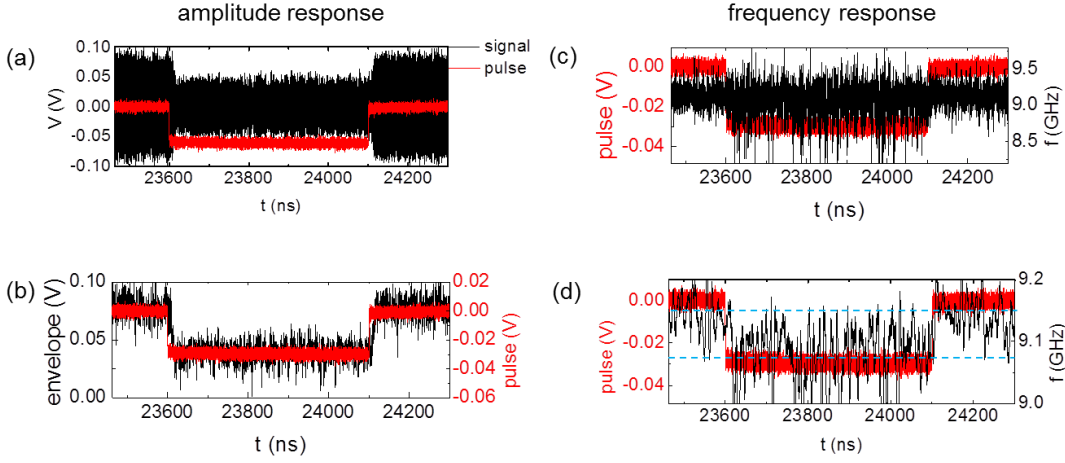 amplitude response
frequency response
(a)
0.10
0.05
0.00
-0.05
-0.10
V (V)
signal
pulse
23600 23800 24000 24200
t (ns)
(c)
0.00
-0.02
-0.04
pulse (V)
9.5
9.0
8.5
f (GHz)
23600 23800 24000 24200
t (ns)
(b)
0.10
0.05
0.00
envelope (V)
0.02
0.00
-0.02
-0.04
-0.06
pulse (V)
23600 23800 24000 24200
t (ns)
(d)
0.00
-0.02
-0.04
pulse (V)
9.2
9.1
9.0
f (GHz)
23600 23800 24000 24200
t (ns)